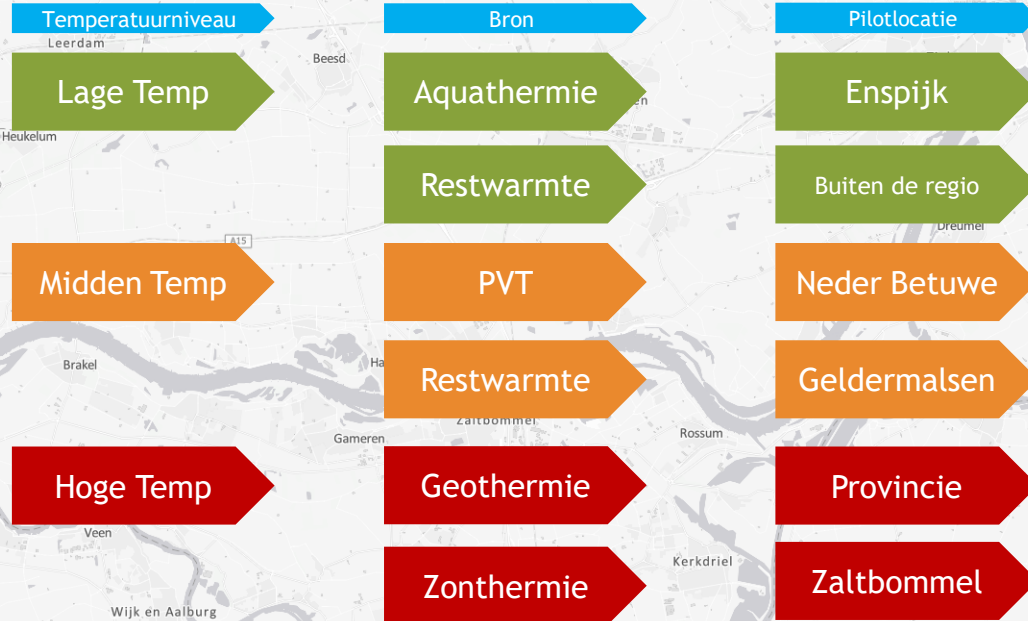 Temperatuurniveau
Bron
Pilotlocatie
Leerdam
Beesd
Lage Temp
Aquathermie
Enspijk
Heukelum
Restwarmte
Buiten de regio
Dreumel
A15
Midden Temp
PVT
Neder Betuwe
Brakel
Restwarmte
Geldermalsen
Zaltbommel
Gameren
Rossum
Hoge Temp
Geothermie
Provincie
Veen
Kerkdriel
Zonthermie
Zaltbommel
Wijk en Aalburg